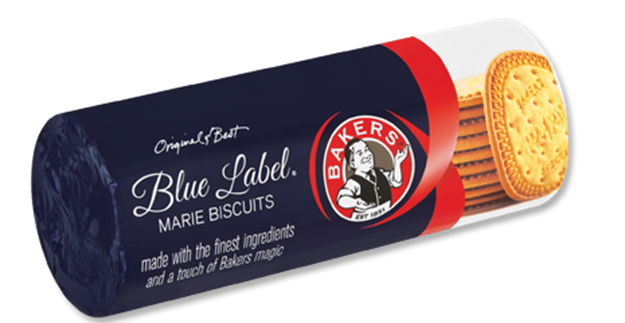 Original & Best
Blue Label®
MARIE BISCUITS
made with the finest ingredients
and a touch of Bakers magic
BAKERS
EST 1851